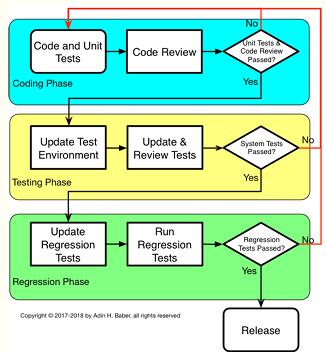 No
Code and Unit
Tests
Code Review
Unit Tests &
Code Review
Passed?
Coding Phase
Yes
Update Test
Environment
Update &
Review Tests
System Tests
Passed?
No
Testing Phase
Yes
Update
Regression
Tests
Run
Regression
Tests
Regression
Tests Passed?
No
Regression Phase
Yes
Copyright © 2017-2018 by Adin H. Baber, all rights reserved
Release